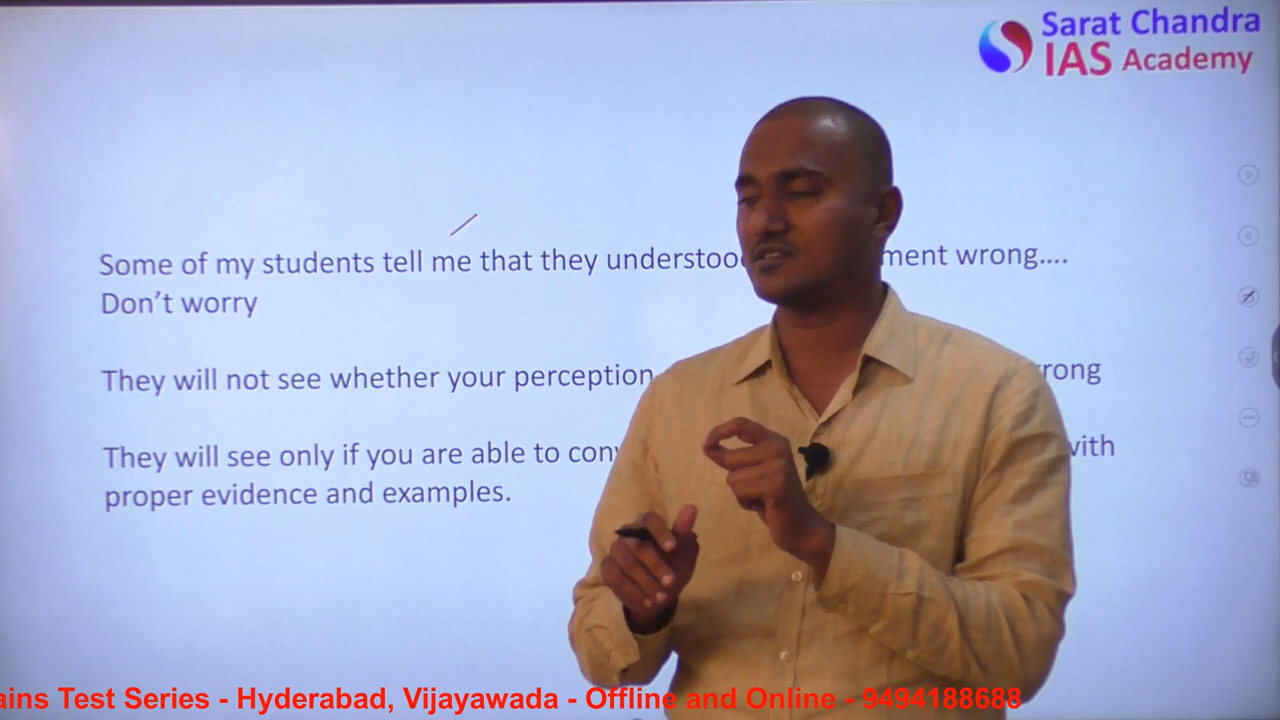 Sarat Chandra
IAS Academy
Some of my students tell me that they understoo ment wrong....
Don't worry
They will not see whether your perception rong
They will see only if you are able to con with
proper evidence and examples.
ains Test Series - Hyderabad, Vijayawada - Offline and Online - 9494188688